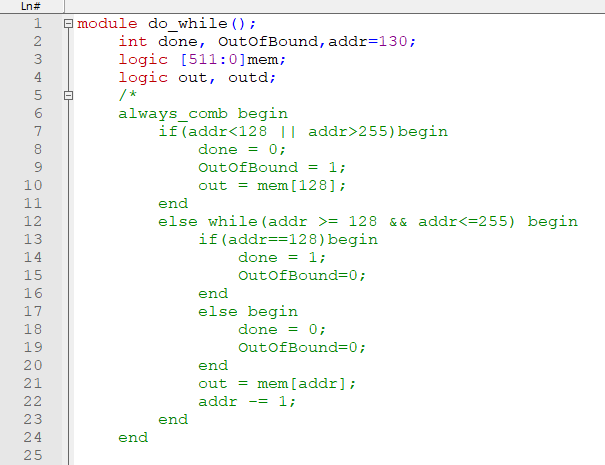 Ln#
1 module do_while();
2     int done, OutOfBound,addr=130;
3     logic [511:0]mem;
4     logic out, outd;
5     /*
6     always_comb begin
7         if(addr<128 || addr>255)begin
8             done = 0;
9             OutOfBound = 1;
10             out = mem[128];
11         end
12         else while(addr >= 128 && addr<=255) begin
13             if(addr==128)begin
14                 done = 1;
15                 OutOfBound=0;
16             end
17             else begin
18                 done = 0;
19                 OutOfBound=0;
20             end
21             out = mem[addr];
22             addr -= 1;
23         end
24     end
25